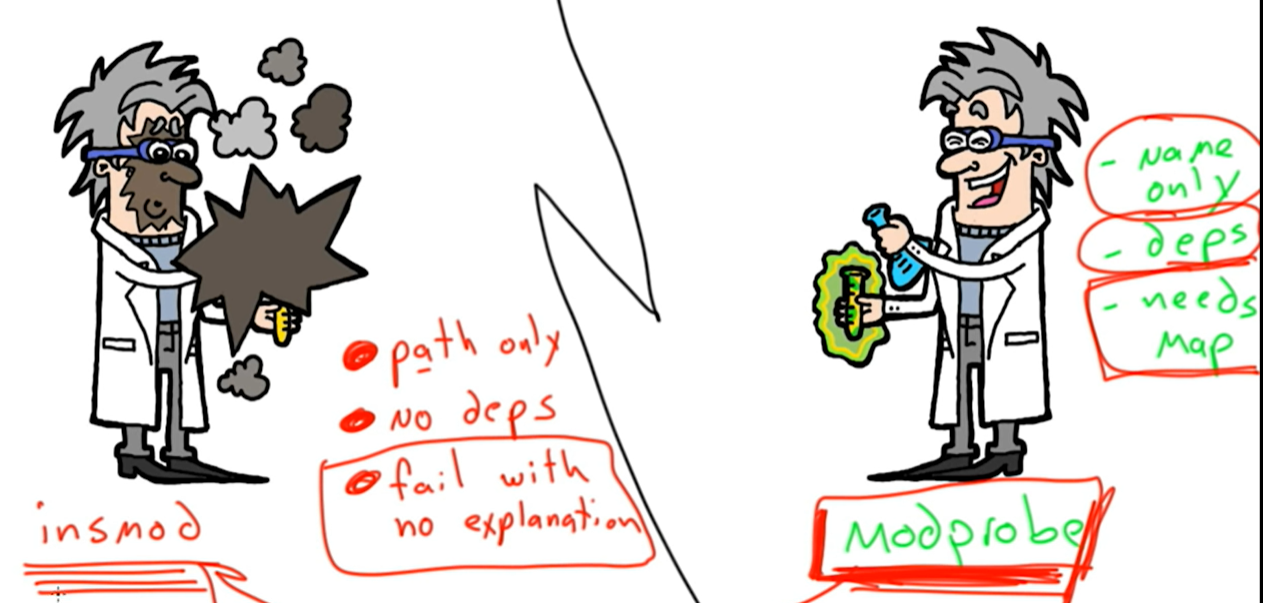 path only
No deps
fail with
no explanation
insmod
- Name
only
- deps
- needs
Map
Modprobe